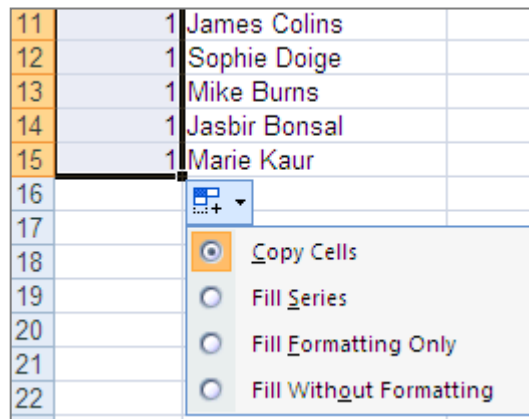 11 1 James Colins
12 1 Sophie Doige
13 1 Mike Burns
14 1 Jasbir Bonsal
15 1 Marie Kaur
16
17
18 Copy Cells
19 Fill Series
20 Fill Formatting Only
21
22 Fill Without Formatting